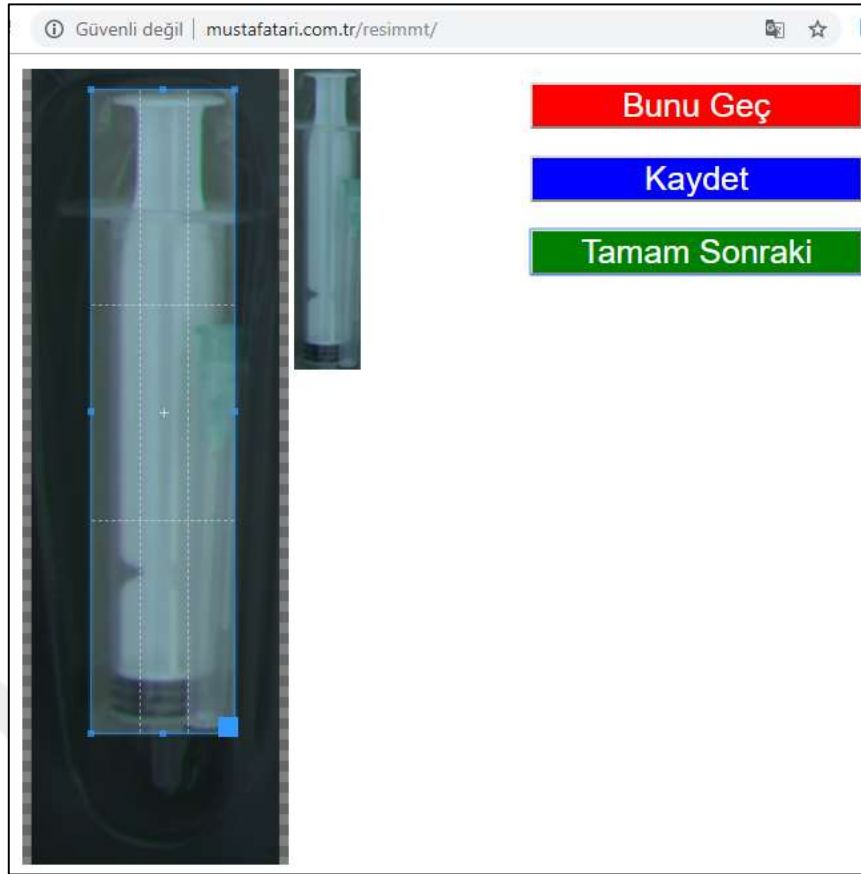 Güvenli değil | mustafatari.com.tr/resimmt/
Bunu Geç
Kaydet
Tamam Sonraki